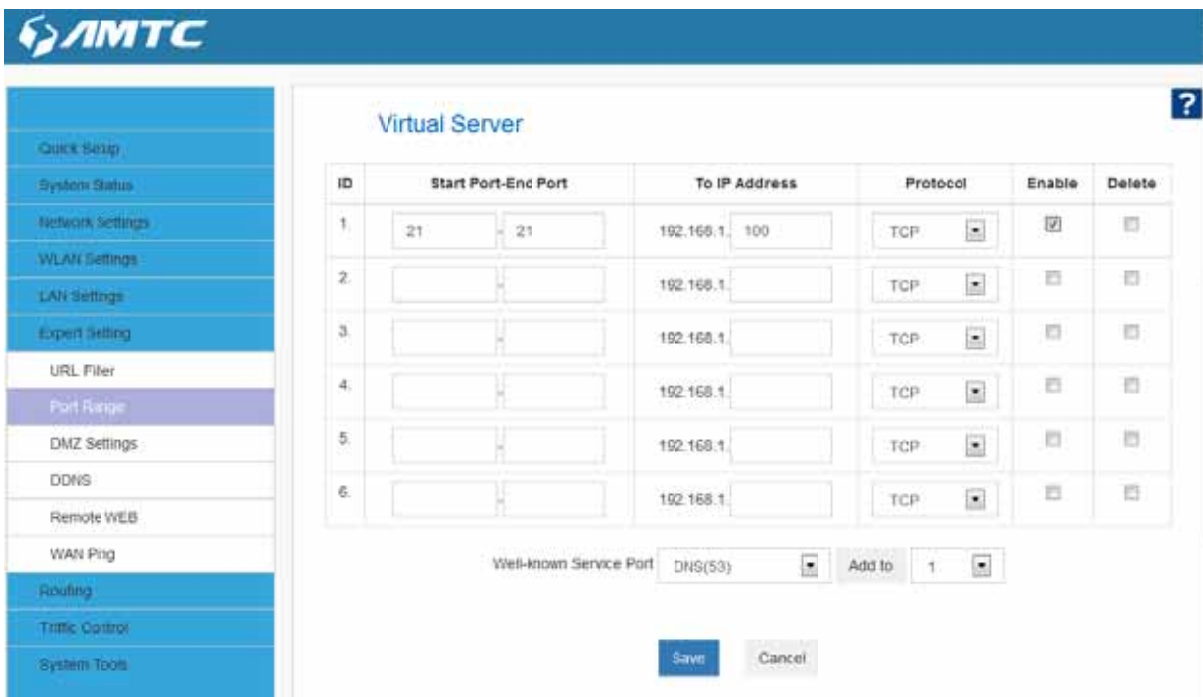 AMTC
?
Quick Setup
System Status
Network Settings
WLAN Settings
LAN Settings
Expert Setting
URL Filer
Port Range
DMZ Settings
DDNS
Remote WEB
WAN Ping
Routing
Traffic Control
System Tools
Virtual Server
ID Start Port-End Port To IP Address Protocol Enable Delete
1. 21 - 21 192.168.1. 100 TCP
2. - 192.168.1. TCP
3. - 192.168.1. TCP
4. - 192.168.1. TCP
5. - 192.168.1. TCP
6. - 192.168.1. TCP
Well-known Service Port DNS(53) Add to 1
Save Cancel